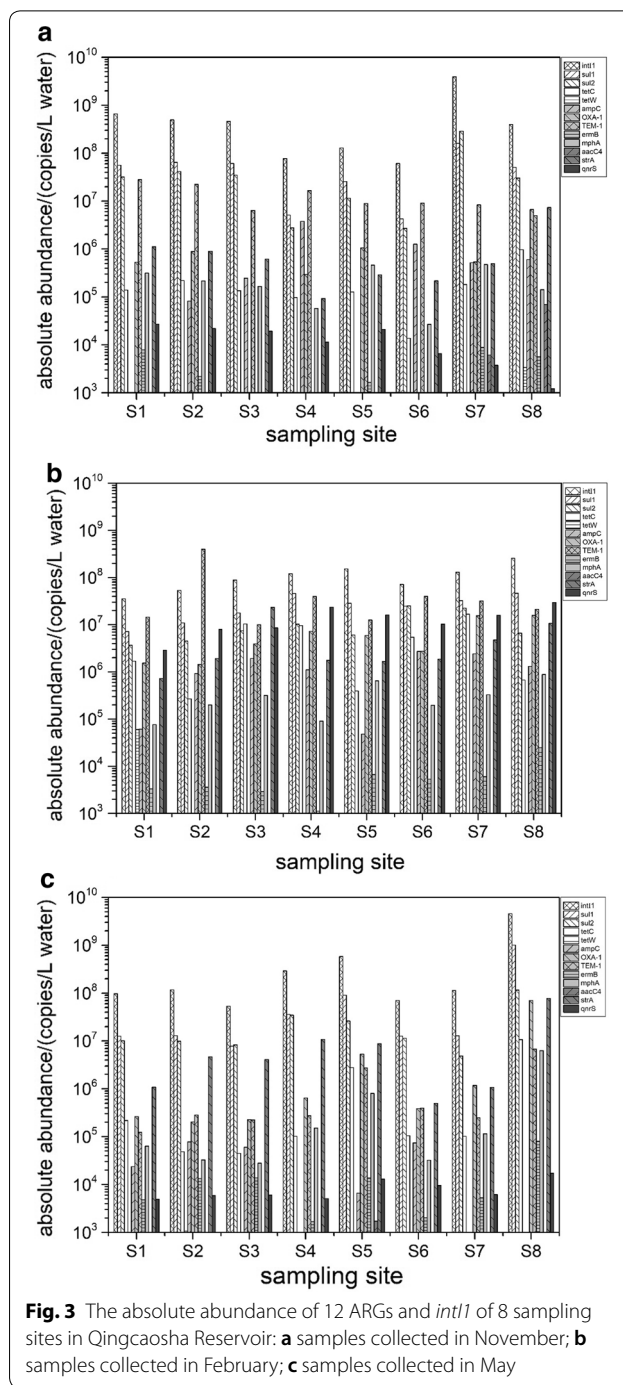 a
absolute abundance/(copies/L water)
10^10
10^9
10^8
10^7
10^6
10^5
10^4
10^3
intI1
sul1
sul2
tetC
tetW
ampC
OXA-1
TEM-1
ermB
mphA
aacC4
strA
qnrS
S1 S2 S3 S4 S5 S6 S7 S8
sampling site
b
absolute abundance/(copies/L water)
10^10
10^9
10^8
10^7
10^6
10^5
10^4
10^3
intI1
sul1
sul2
tetC
tetW
ampC
OXA-1
TEM-1
ermB
mphA
aacC4
strA
qnrS
S1 S2 S3 S4 S5 S6 S7 S8
sampling site
c
absolute abundance/(copies/L water)
10^10
10^9
10^8
10^7
10^6
10^5
10^4
10^3
intI1
sul1
sul2
tetC
tetW
ampC
OXA-1
TEM-1
ermB
mphA
aacC4
strA
qnrS
S1 S2 S3 S4 S5 S6 S7 S8
sampling site
Fig. 3 The absolute abundance of 12 ARGs and intI1 of 8 sampling
sites in Qingcaosha Reservoir: a samples collected in November; b
samples collected in February; c samples collected in May